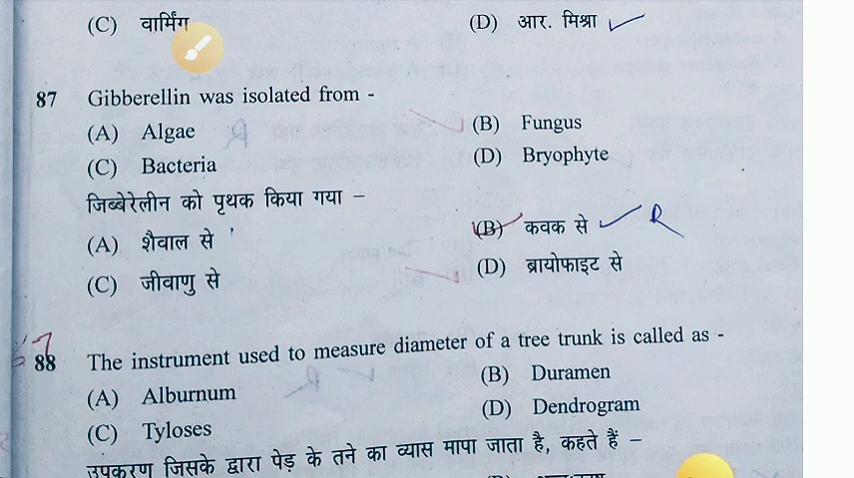 (C) वार्मिंग (D) आर. मिश्रा
87 Gibberellin was isolated from -
(A) Algae (B) Fungus
(C) Bacteria (D) Bryophyte
जिब्बेरेलीन को पृथक किया गया –
(A) शैवाल से (B) कवक से R
(C) जीवाणु से (D) ब्रायोफाइट से
88 The instrument used to measure diameter of a tree trunk is called as -
(A) Alburnum (B) Duramen
(C) Tyloses (D) Dendrogram
उपकरण जिसके द्वारा पेड़ के तने का व्यास मापा जाता है, कहते हैं –